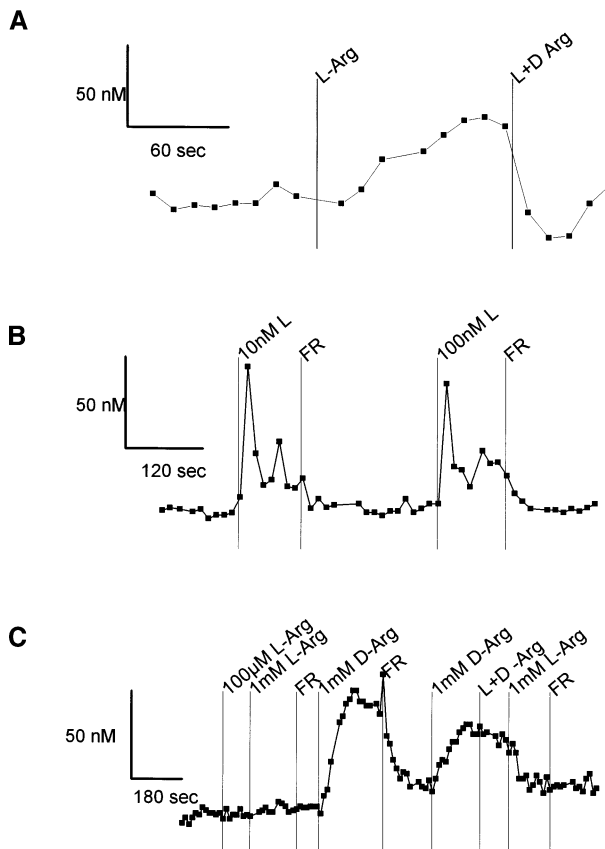 A
L-Arg
L+D Arg
50 nM
60 sec
B
10nM L
FR
100nM L
FR
50 nM
120 sec
C
100µM L-Arg
1mM L-Arg
FR
1mM D-Arg
FR
1mM D-Arg
L+D -Arg
1mM L-Arg
FR
50 nM
180 sec